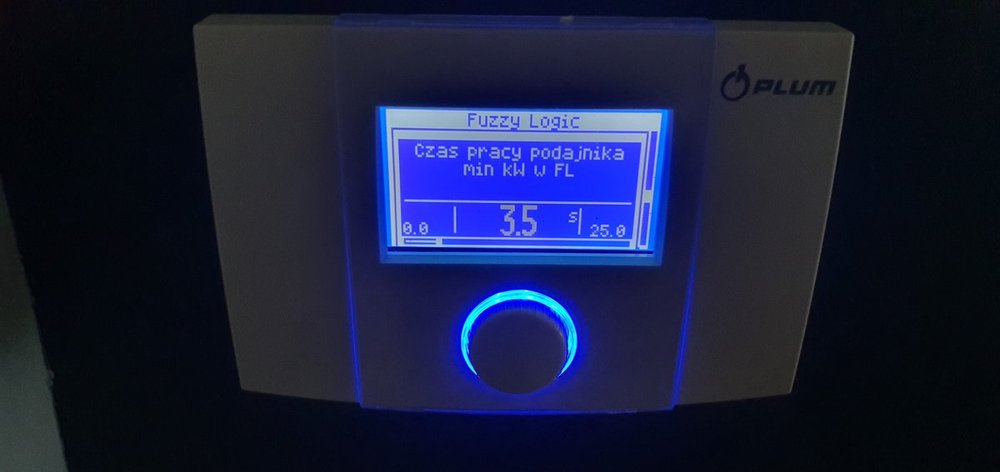 PLUM
Fuzzy Logic
Czas pracy podajnika
min kW w FL
0.0 3.5 s 25.0